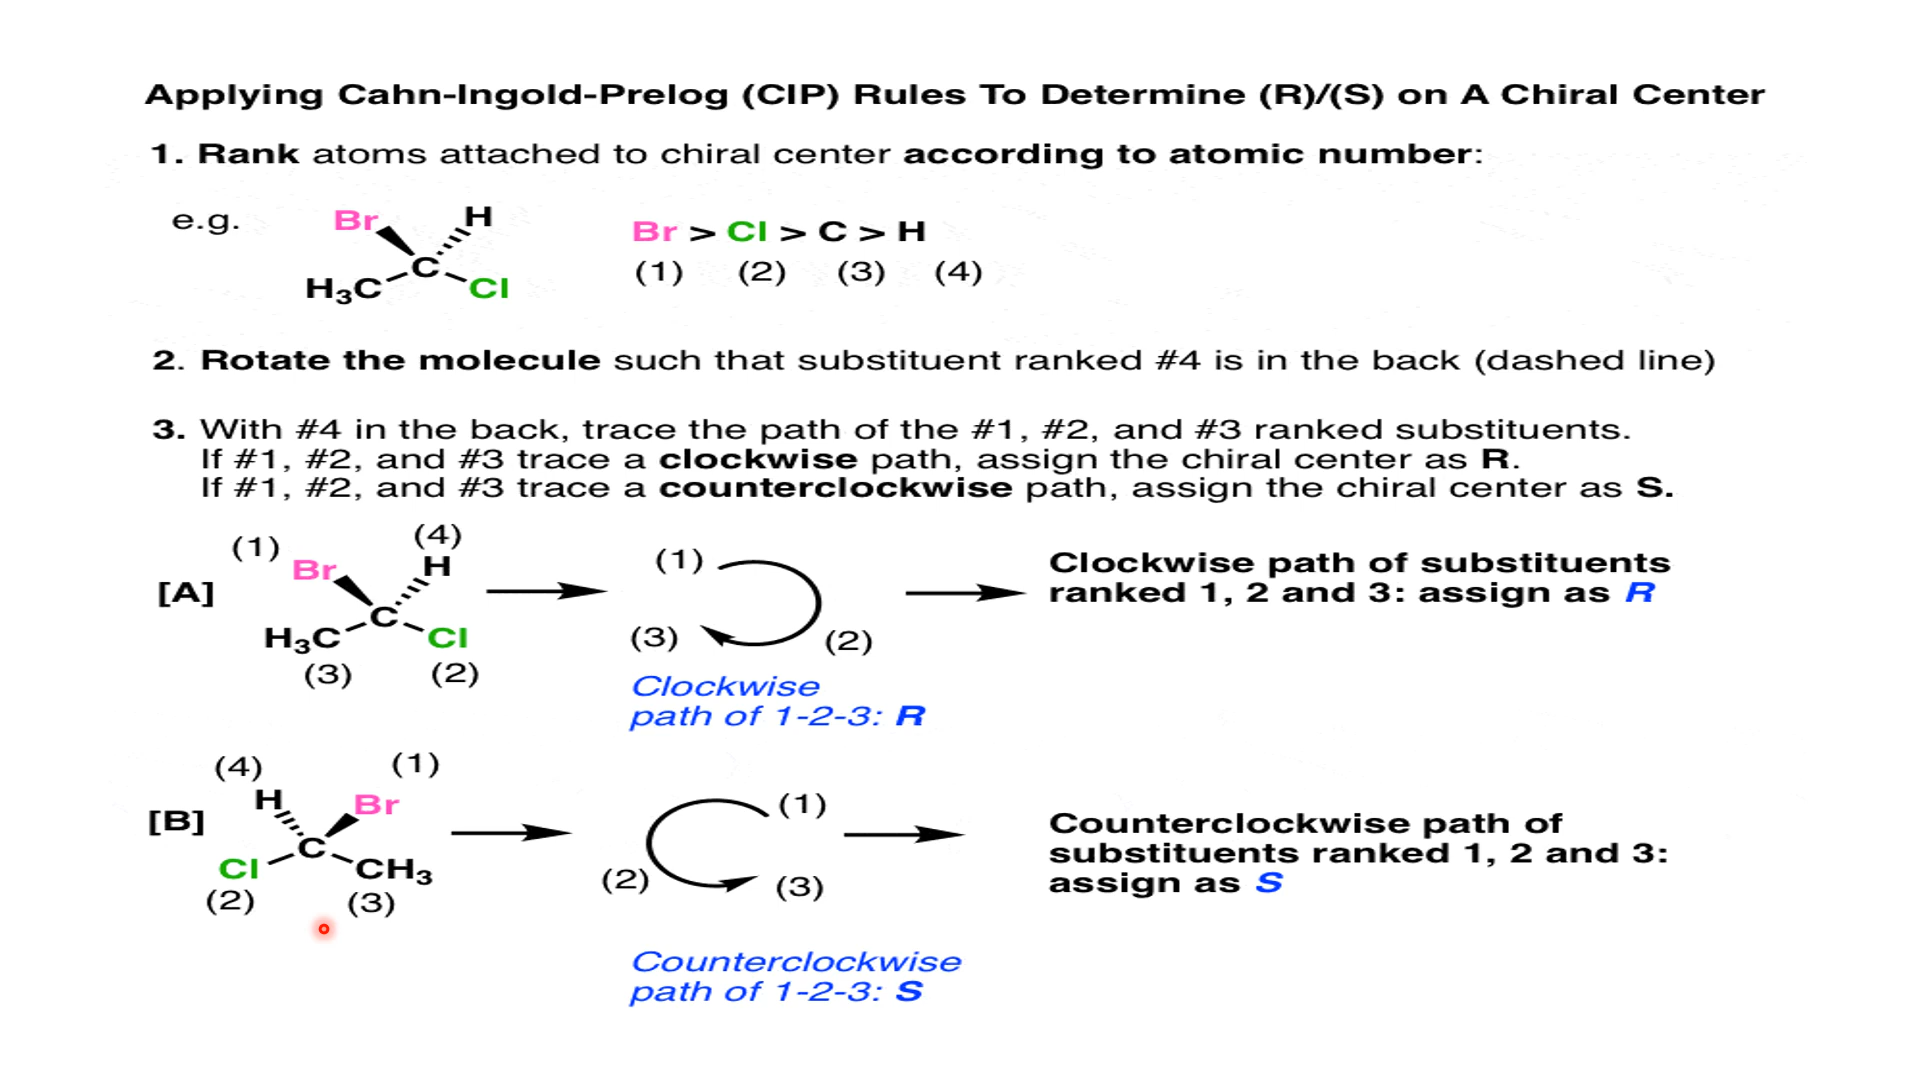 Applying Cahn-Ingold-Prelog (CIP) Rules To Determine (R)/(S) on A Chiral Center
1. Rank atoms attached to chiral center according to atomic number:
e.g.
Br H
C
H₃C Cl
Br > Cl > C > H
(1) (2) (3) (4)
2. Rotate the molecule such that substituent ranked #4 is in the back (dashed line)
3. With #4 in the back, trace the path of the #1, #2, and #3 ranked substituents.
If #1, #2, and #3 trace a clockwise path, assign the chiral center as R.
If #1, #2, and #3 trace a counterclockwise path, assign the chiral center as S.
[A]
(1) (4)
Br H
C
H₃C Cl
(3) (2)
(1)
(3) (2)
Clockwise
path of 1-2-3: R
Clockwise path of substituents
ranked 1, 2 and 3: assign as R
[B]
(4) (1)
H Br
C
Cl CH₃
(2) (3)
(1)
(2) (3)
Counterclockwise
path of 1-2-3: S
Counterclockwise path of
substituents ranked 1, 2 and 3:
assign as S